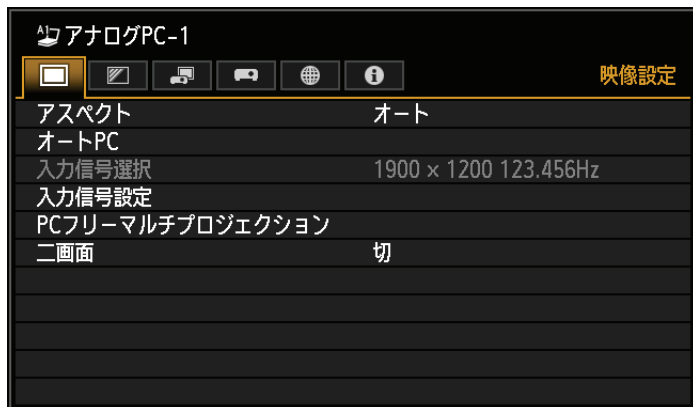 アナログPC-1
映像設定
アスペクト オート
オートPC
入力信号選択 1900 × 1200 123.456Hz
入力信号設定
PCフリーマルチプロジェクション
二画面 切